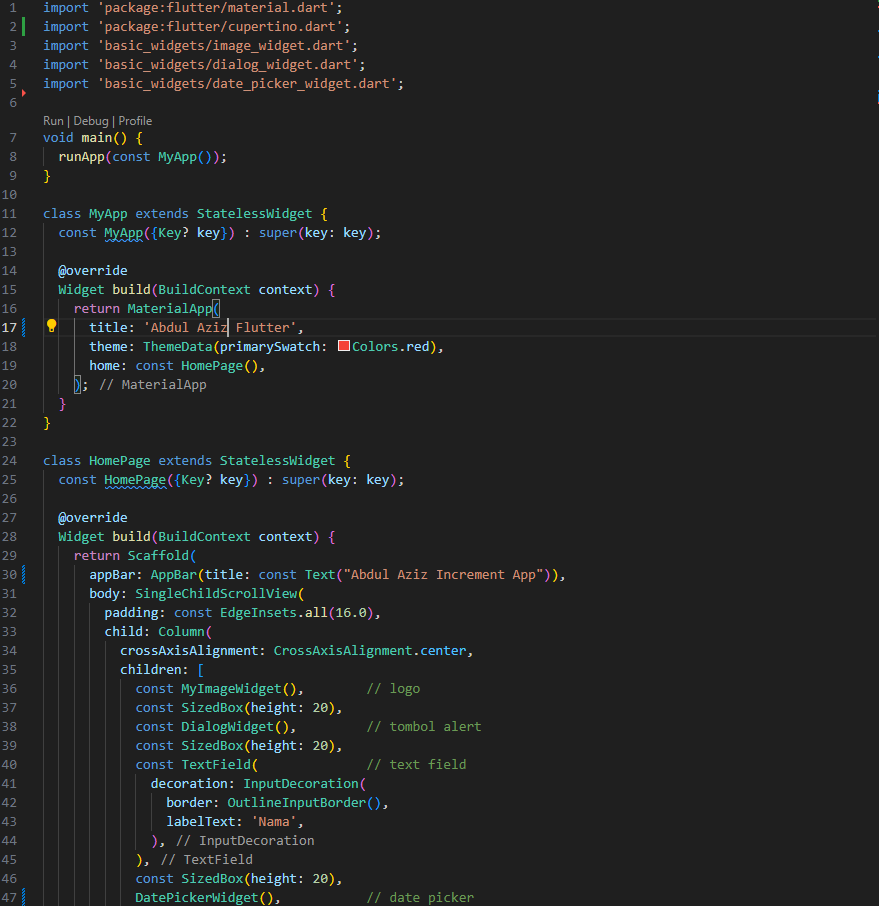 1 import 'package:flutter/material.dart';
2 import 'package:flutter/cupertino.dart';
3 import 'basic_widgets/image_widget.dart';
4 import 'basic_widgets/dialog_widget.dart';
5 import 'basic_widgets/date_picker_widget.dart';
6
Run | Debug | Profile
7 void main() {
8   runApp(const MyApp());
9 }
10
11 class MyApp extends StatelessWidget {
12   const MyApp({Key? key}) : super(key: key);
13
14   @override
15   Widget build(BuildContext context) {
16     return MaterialApp(
17       title: 'Abdul Aziz Flutter',
18       theme: ThemeData(primarySwatch: Colors.red),
19       home: const HomePage(),
20     ); // MaterialApp
21   }
22 }
23
24 class HomePage extends StatelessWidget {
25   const HomePage({Key? key}) : super(key: key);
26
27   @override
28   Widget build(BuildContext context) {
29     return Scaffold(
30       appBar: AppBar(title: const Text("Abdul Aziz Increment App")),
31       body: SingleChildScrollView(
32         padding: const EdgeInsets.all(16.0),
33         child: Column(
34           crossAxisAlignment: CrossAxisAlignment.center,
35           children: [
36             const MyImageWidget(),        // logo
37             const SizedBox(height: 20),
38             const DialogWidget(),         // tombol alert
39             const SizedBox(height: 20),
40             const TextField(              // text field
41               decoration: InputDecoration(
42                 border: OutlineInputBorder(),
43                 labelText: 'Nama',
44               ), // InputDecoration
45             ), // TextField
46             const SizedBox(height: 20),
47             DatePickerWidget(),           // date picker